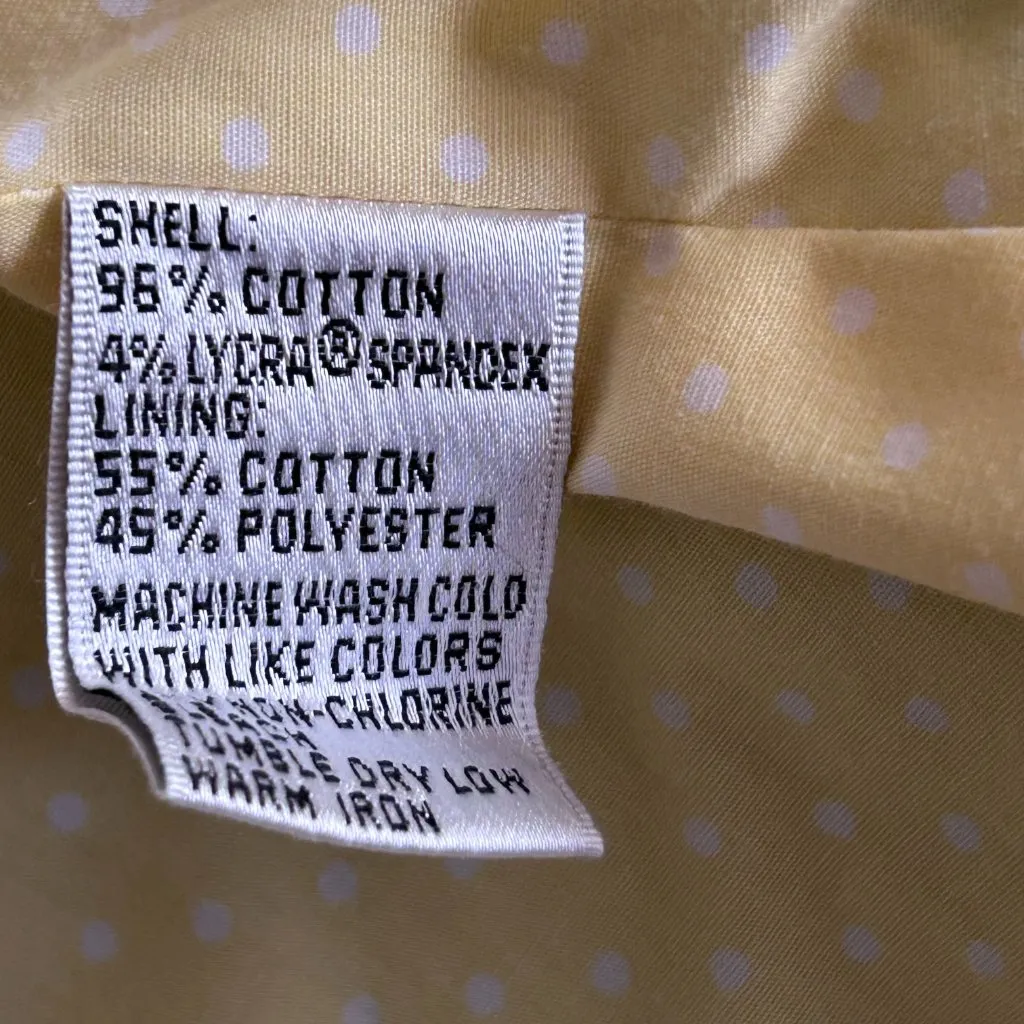 SHELL:
96% COTTON
4% LYCRA® SPANDEX
LINING:
55% COTTON
45% POLYESTER
MACHINE WASH COLD
WITH LIKE COLORS
NON-CHLORINE
TUMBLE DRY LOW
WARM IRON